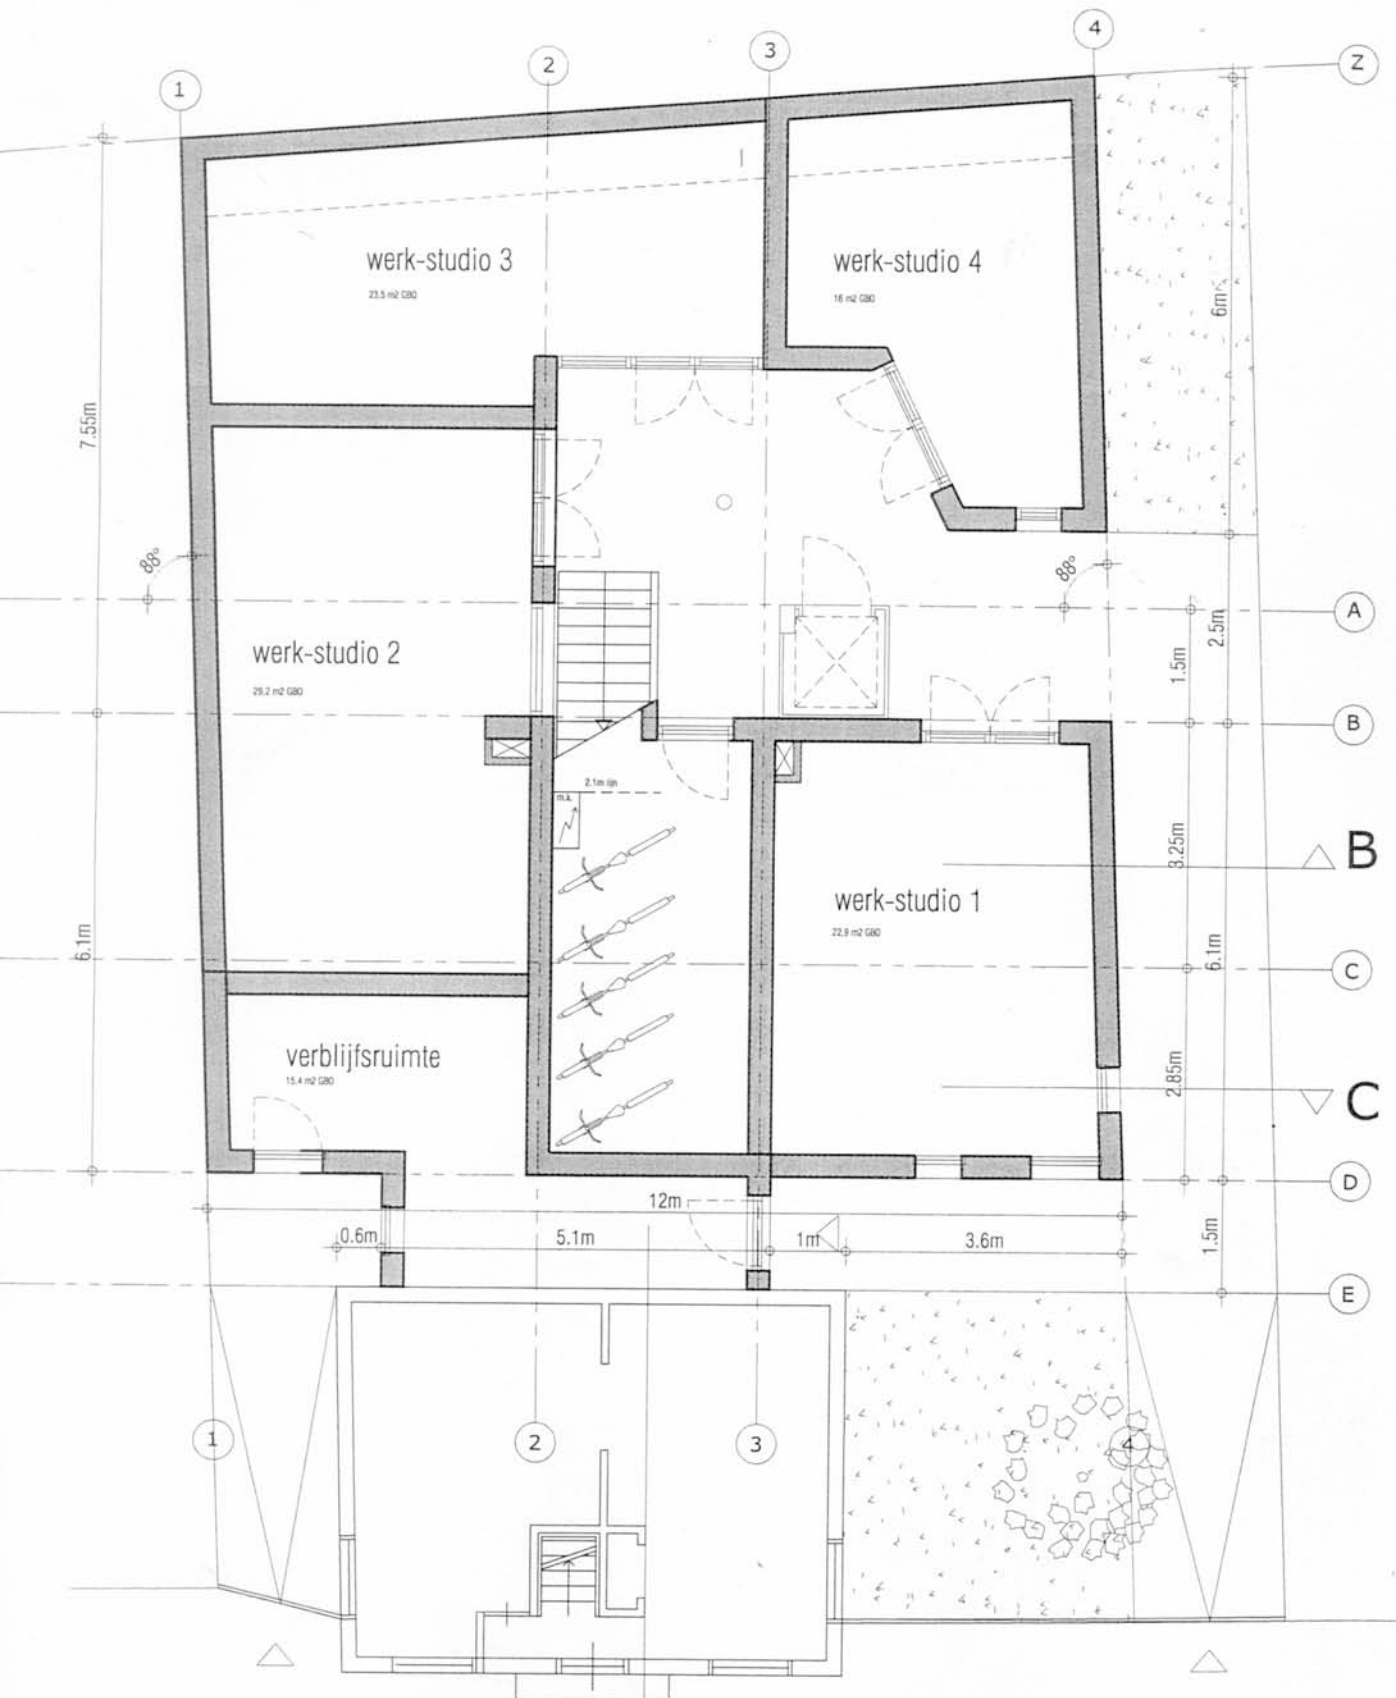 1
2
3
4
Z
werk-studio 3
23,5 m2 GBO
werk-studio 4
16 m2 GBO
6m
7.55m
88°
88°
A
2.5m
1.5m
werk-studio 2
29,2 m2 GBO
B
2.1m lijn
m.k.
3.25m
B
werk-studio 1
22,9 m2 GBO
6.1m
6.1m
C
verblijfsruimte
15,4 m2 GBO
2.85m
C
D
12m
0.6m
5.1m
1m
3.6m
1.5m
E
1
2
3
4